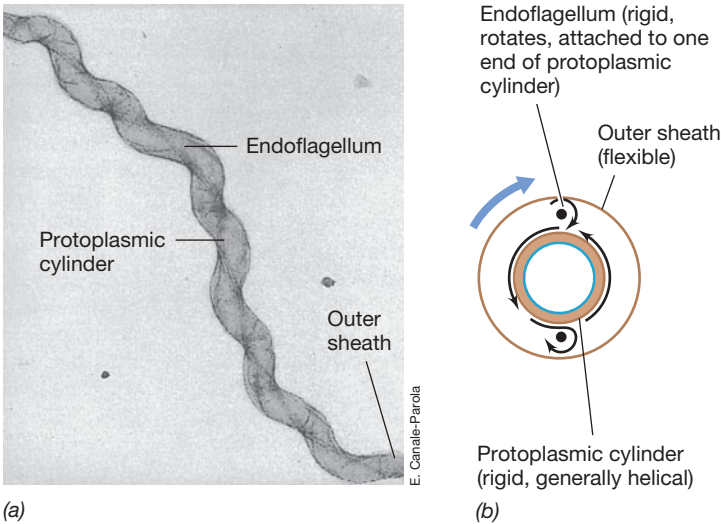 Endoflagellum
Protoplasmic
cylinder
Outer
sheath
E. Canale-Parola
(a)
Endoflagellum (rigid,
rotates, attached to one
end of protoplasmic
cylinder)
Outer sheath
(flexible)
Protoplasmic cylinder
(rigid, generally helical)
(b)